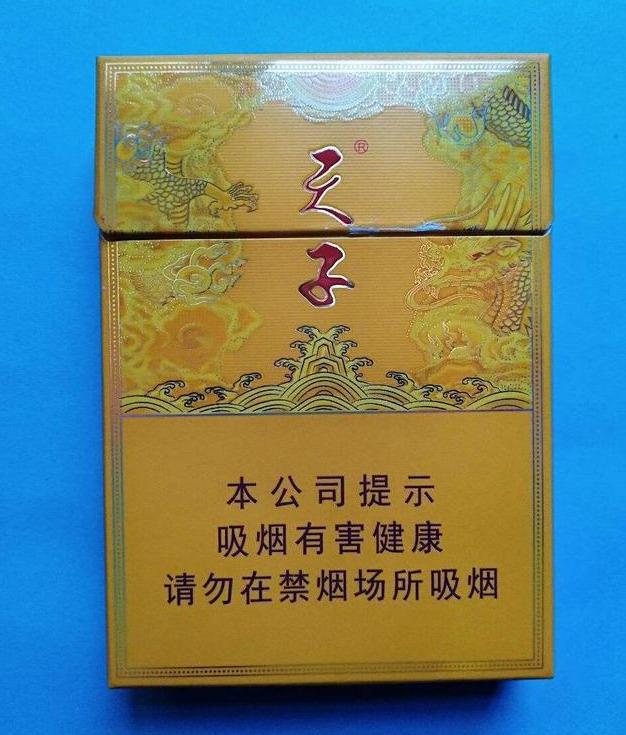 天子®
本公司提示
吸烟有害健康
请勿在禁烟场所吸烟